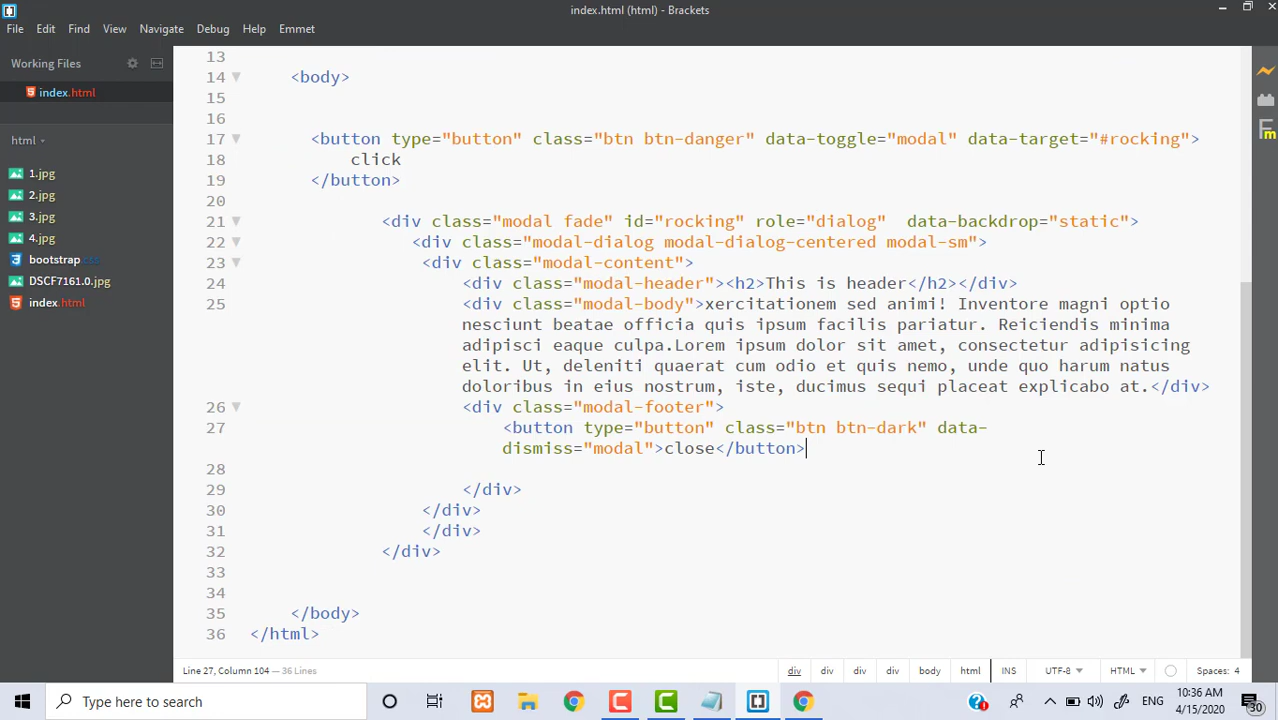 index.html (html) - Brackets
File Edit Find View Navigate Debug Help Emmet
Working Files
index.html
html
1.jpg
2.jpg
3.jpg
4.jpg
bootstrap.css
DSCF7161.0.jpg
index.html
13
14 <body>
15
16
17 <button type="button" class="btn btn-danger" data-toggle="modal" data-target="#rocking">
18 click
19 </button>
20
21 <div class="modal fade" id="rocking" role="dialog" data-backdrop="static">
22 <div class="modal-dialog modal-dialog-centered modal-sm">
23 <div class="modal-content">
24 <div class="modal-header"><h2>This is header</h2></div>
25 <div class="modal-body">xercitationem sed animi! Inventore magni optio
nesciunt beatae officia quis ipsum facilis pariatur. Reiciendis minima
adipisci eaque culpa.Lorem ipsum dolor sit amet, consectetur adipisicing
elit. Ut, deleniti quaerat cum odio et quis nemo, unde quo harum natus
doloribus in eius nostrum, iste, ducimus sequi placeat explicabo at.</div>
26 <div class="modal-footer">
27 <button type="button" class="btn btn-dark" data-
dismiss="modal">close</button>
28
29 </div>
30 </div>
31 </div>
32 </div>
33
34
35 </body>
36 </html>
Line 27, Column 104 — 36 Lines
div div div div body html INS UTF-8 HTML Spaces: 4
Type here to search
ENG
10:36 AM
4/15/2020
30